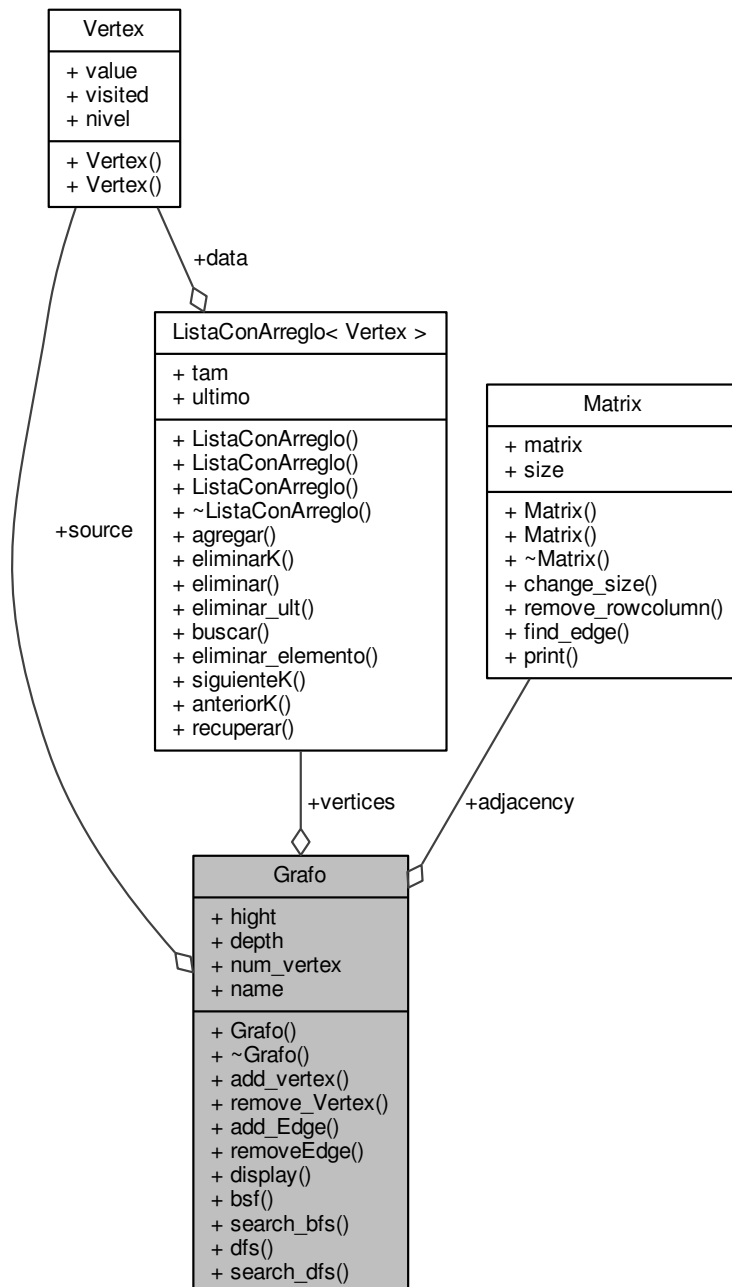 Vertex
+ value
+ visited
+ nivel
+ Vertex()
+ Vertex()
+data
ListaConArreglo< Vertex >
+ tam
+ ultimo
+ ListaConArreglo()
+ ListaConArreglo()
+ ListaConArreglo()
+ ~ListaConArreglo()
+ agregar()
+ eliminarK()
+ eliminar()
+ eliminar_ult()
+ buscar()
+ eliminar_elemento()
+ siguienteK()
+ anteriorK()
+ recuperar()
Matrix
+ matrix
+ size
+ Matrix()
+ Matrix()
+ ~Matrix()
+ change_size()
+ remove_rowcolumn()
+ find_edge()
+ print()
+source
+vertices
+adjacency
Grafo
+ hight
+ depth
+ num_vertex
+ name
+ Grafo()
+ ~Grafo()
+ add_vertex()
+ remove_Vertex()
+ add_Edge()
+ removeEdge()
+ display()
+ bsf()
+ search_bfs()
+ dfs()
+ search_dfs()